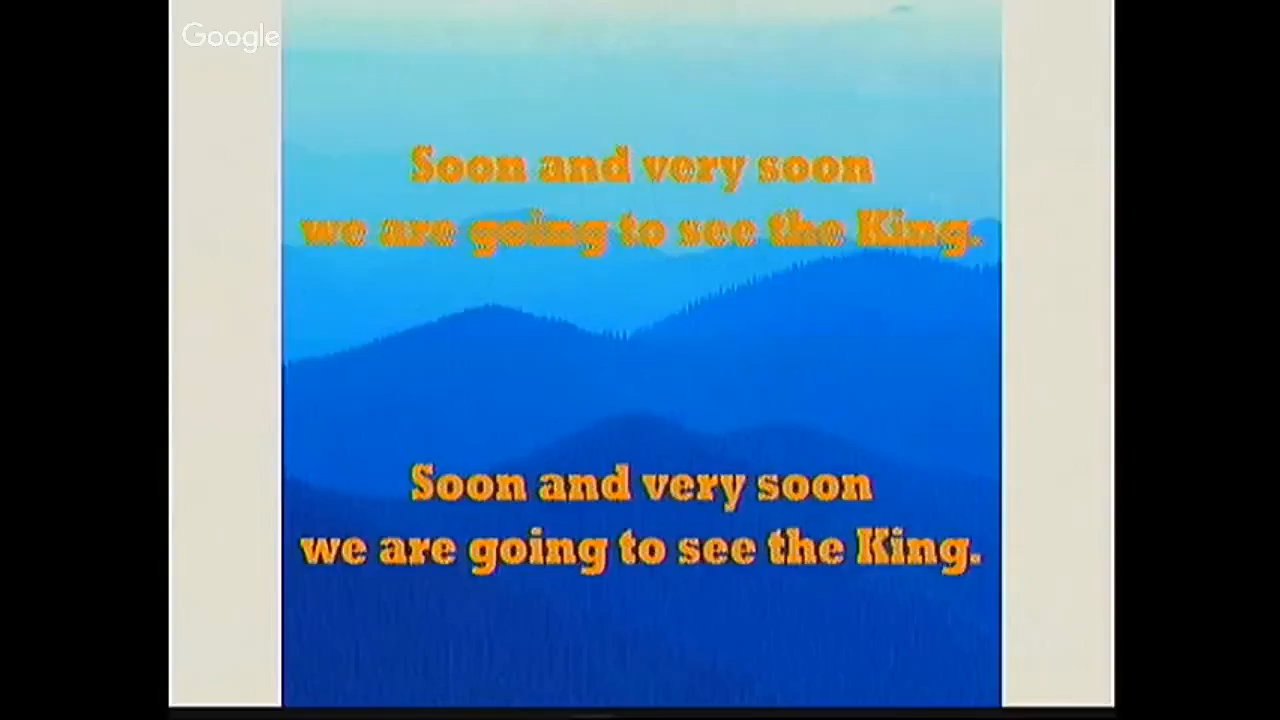 Google
Soon and very soon
we are going to see the King.
Soon and very soon
we are going to see the King.